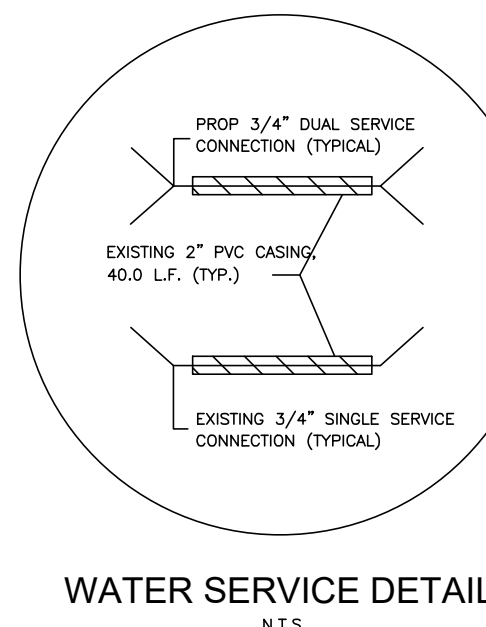 PROP 3/4" DUAL SERVICE
CONNECTION (TYPICAL)
EXISTING 2" PVC CASING,
40.0 L.F. (TYP.)
EXISTING 3/4" SINGLE SERVICE
CONNECTION (TYPICAL)
WATER SERVICE DETAIL
N.T.S.